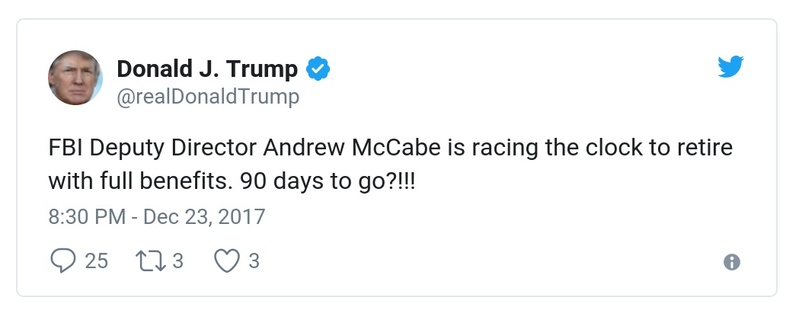 Donald J. Trump
@realDonaldTrump
FBI Deputy Director Andrew McCabe is racing the clock to retire
with full benefits. 90 days to go?!!!
8:30 PM - Dec 23, 2017
25 3 3